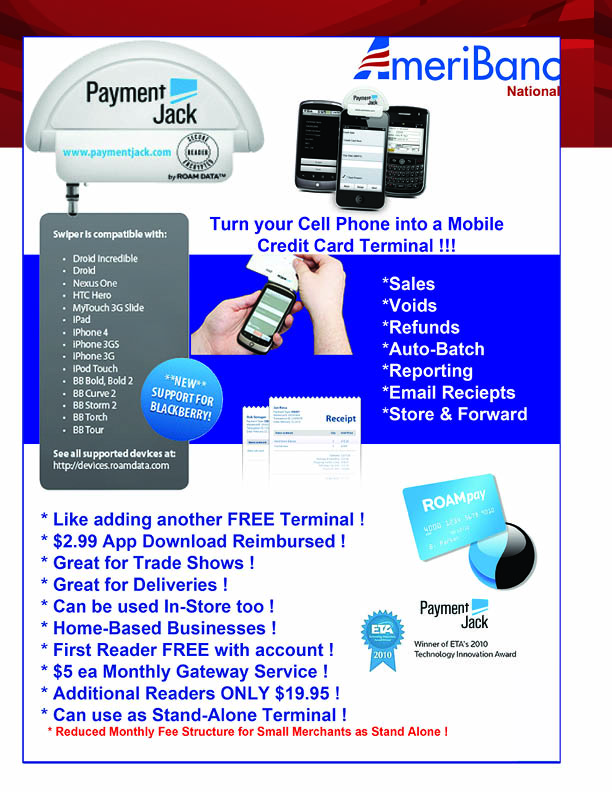 AmeriBanc
National
Payment
Jack
www.paymentjack.com
SECURE
READER
ENCRYPTED
by ROAM DATA™
Payment
Jack
Turn your Cell Phone into a Mobile
Credit Card Terminal !!!
Swiper is compatible with:
• Droid Incredible
• Droid
• Nexus One
• HTC Hero
• MyTouch 3G Slide
• iPad
• iPhone 4
• iPhone 3GS
• iPhone 3G
• iPod Touch
• BB Bold, Bold 2
• BB Curve 2
• BB Storm 2
• BB Torch
• BB Tour
See all supported devices at:
http://devices.roamdata.com
**NEW**
SUPPORT FOR
BLACKBERRY!
*Sales
*Voids
*Refunds
*Auto-Batch
*Reporting
*Email Reciepts
*Store & Forward
Receipt
* Like adding another FREE Terminal !
* $2.99 App Download Reimbursed !
* Great for Trade Shows !
* Great for Deliveries !
* Can be used In-Store too !
* Home-Based Businesses !
* First Reader FREE with account !
* $5 ea Monthly Gateway Service !
* Additional Readers ONLY $19.95 !
* Can use as Stand-Alone Terminal !
* Reduced Monthly Fee Structure for Small Merchants as Stand Alone !
ROAMpay
Payment
Jack
ETA
2010
Winner of ETA's 2010
Technology Innovation Award